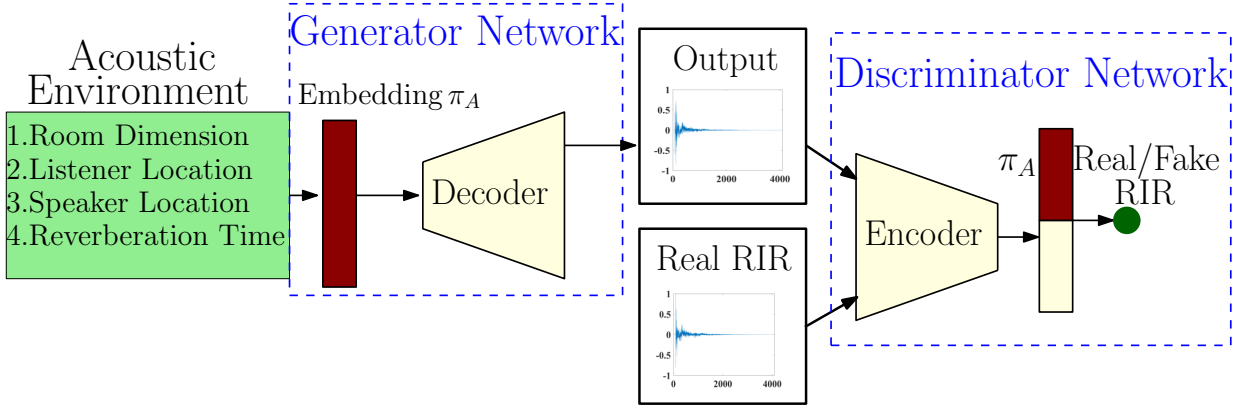 Acoustic
Environment
1.Room Dimension
2.Listener Location
3.Speaker Location
4.Reverberation Time
Generator Network
Embedding π_A
Decoder
Output
1
0.5
0
-0.5
-1
0 2000 4000
Real RIR
1
0.5
0
-0.5
-1
0 2000 4000
Discriminator Network
Encoder
π_A
Real/Fake
RIR